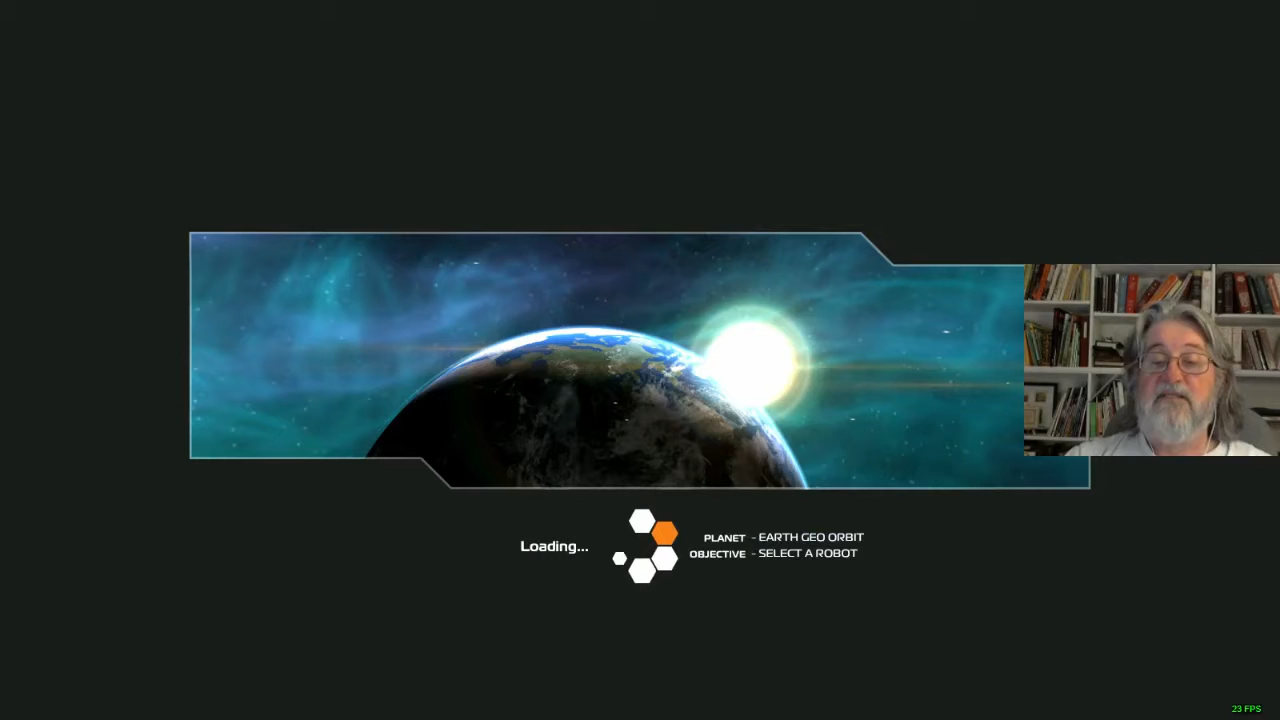 Loading...
PLANET - EARTH GEO ORBIT
OBJECTIVE - SELECT A ROBOT
23 FPS